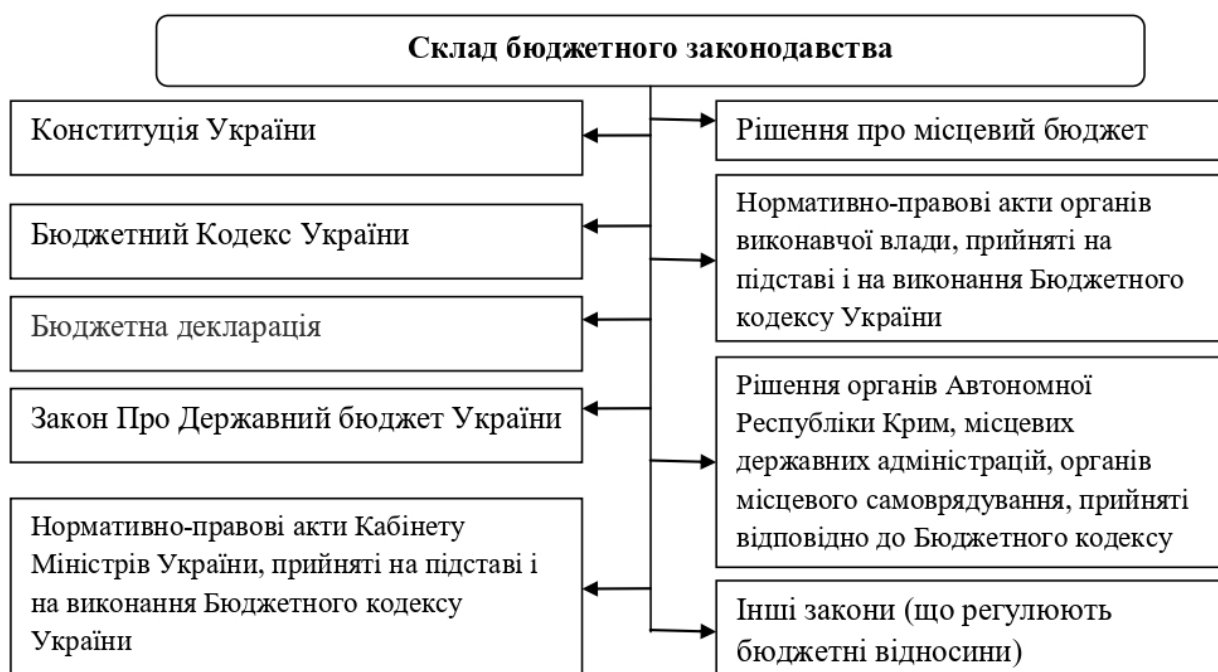 Склад бюджетного законодавства
Конституція України
Бюджетний Кодекс України
Бюджетна декларація
Закон Про Державний бюджет України
Нормативно-правові акти Кабінету
Міністрів України, прийняті на підставі і
на виконання Бюджетного кодексу
України
Рішення про місцевий бюджет
Нормативно-правові акти органів
виконавчої влади, прийняті на
підставі і на виконання Бюджетного
кодексу України
Рішення органів Автономної
Республіки Крим, місцевих
державних адміністрацій, органів
місцевого самоврядування, прийняті
відповідно до Бюджетного кодексу
Інші закони (що регулюють
бюджетні відносини)